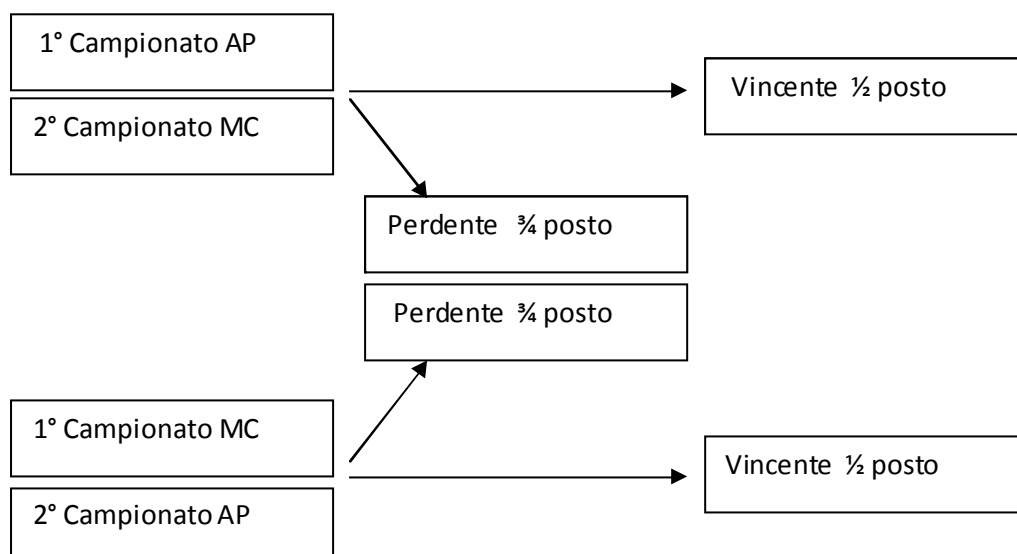 1° Campionato AP
2° Campionato MC
Vincente ½ posto
Perdente ¾ posto
Perdente ¾ posto
1° Campionato MC
2° Campionato AP
Vincente ½ posto